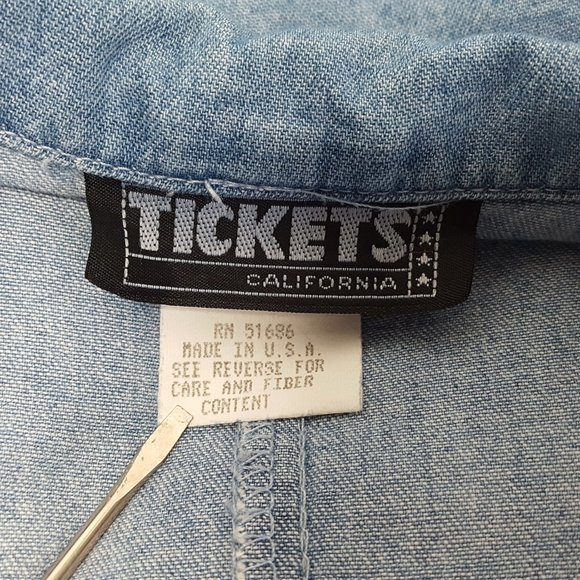 TICKETS
CALIFORNIA
RN 51686
MADE IN U.S.A.
SEE REVERSE FOR
CARE AND FIBER
CONTENT